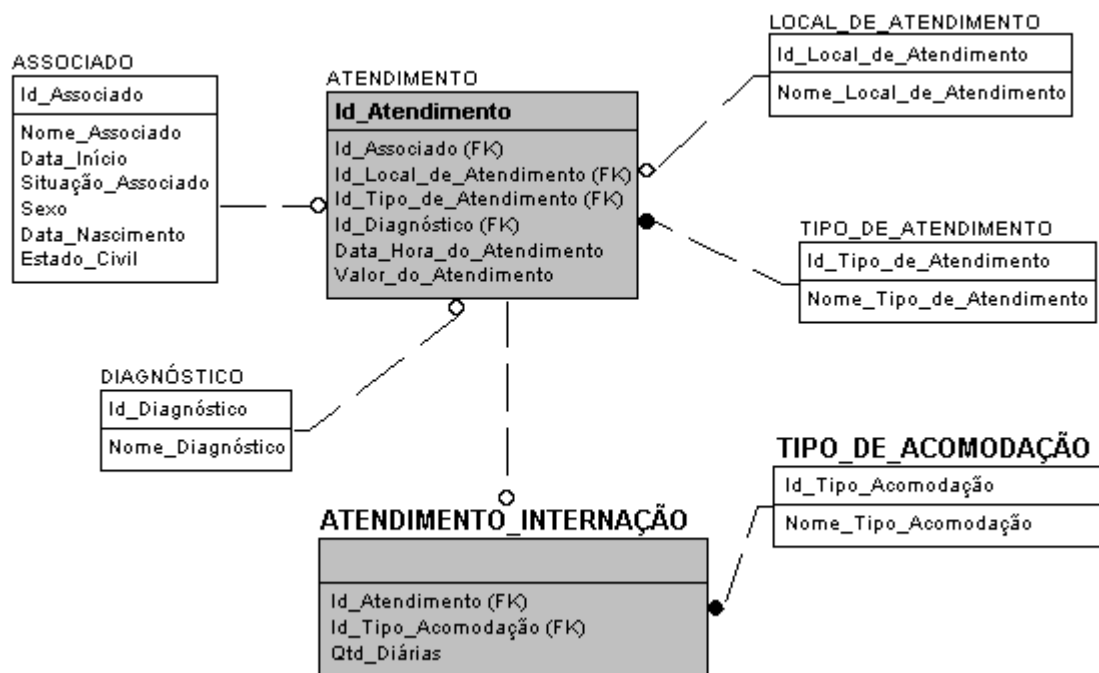 ASSOCIADO
Id_Associado
Nome_Associado
Data_Início
Situação_Associado
Sexo
Data_Nascimento
Estado_Civil
ATENDIMENTO
Id_Atendimento
Id_Associado (FK)
Id_Local_de_Atendimento (FK)
Id_Tipo_de_Atendimento (FK)
Id_Diagnóstico (FK)
Data_Hora_do_Atendimento
Valor_do_Atendimento
LOCAL_DE_ATENDIMENTO
Id_Local_de_Atendimento
Nome_Local_de_Atendimento
TIPO_DE_ATENDIMENTO
Id_Tipo_de_Atendimento
Nome_Tipo_de_Atendimento
DIAGNÓSTICO
Id_Diagnóstico
Nome_Diagnóstico
ATENDIMENTO_INTERNAÇÃO
Id_Atendimento (FK)
Id_Tipo_Acomodação (FK)
Qtd_Diárias
TIPO_DE_ACOMODAÇÃO
Id_Tipo_Acomodação
Nome_Tipo_Acomodação